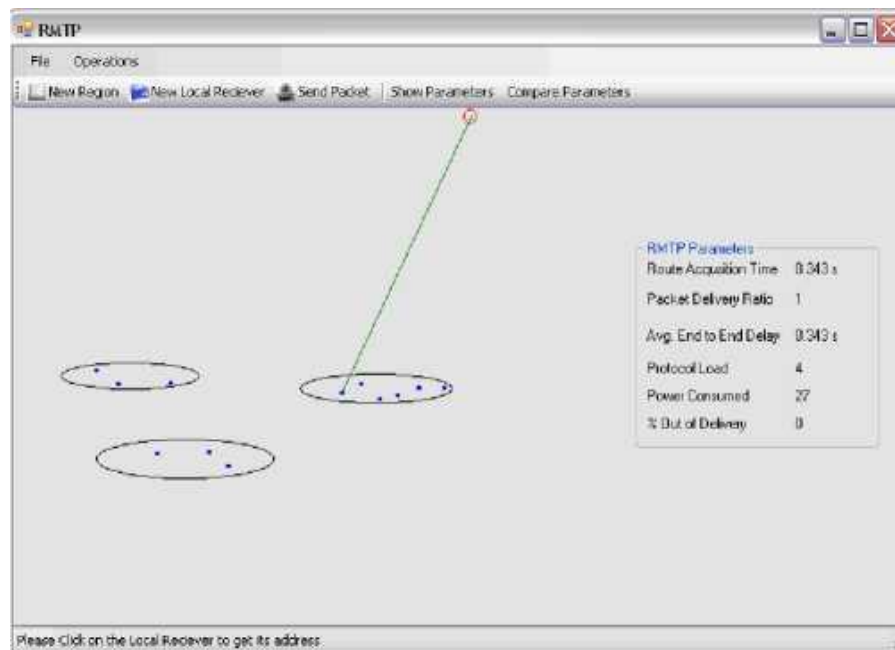 RMTP
File Operations
New Region New Local Reciever Send Packet Show Parameters Compare Parameters
RMTP Parameters
Route Acqusition Time 0.343 s
Packet Delivery Ratio 1
Avg. End to End Delay 0.343 s
Protocol Load 4
Power Consumed 27
% Out of Delivery 0
Please Click on the Local Reciever to get its address